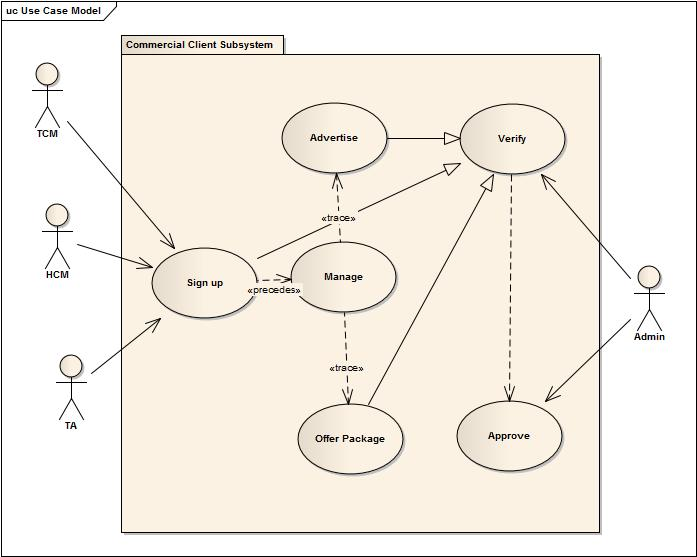 uc Use Case Model
Commercial Client Subsystem
TCM
Advertise
Verify
«trace»
HCM
Sign up
Manage
«precedes»
Admin
«trace»
TA
Offer Package
Approve